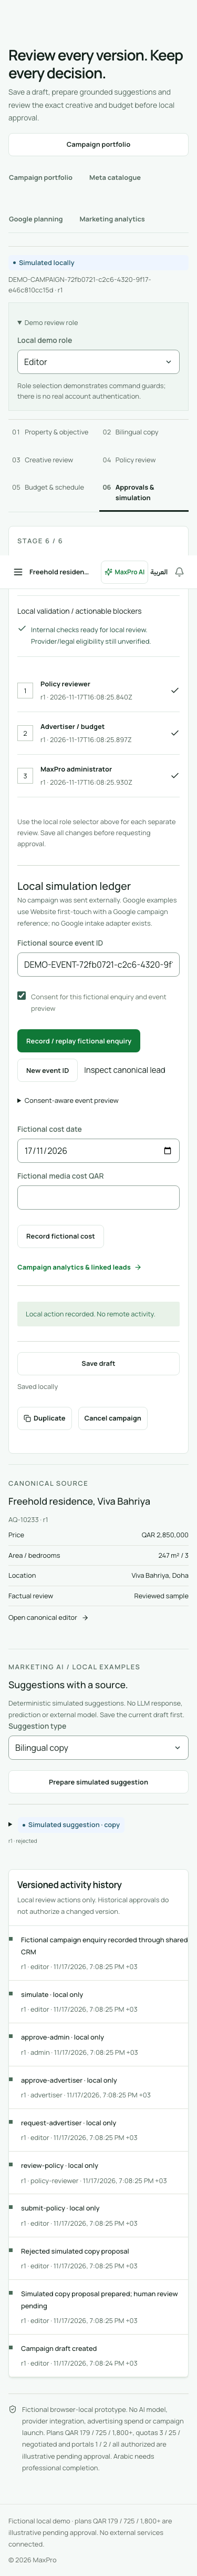 Review every version. Keep
every decision.
Save a draft, prepare grounded suggestions and
review the exact creative and budget before local
approval.
Campaign portfolio
Campaign portfolio Meta catalogue
Google planning Marketing analytics
Simulated locally
DEMO-CAMPAIGN-72fb0721-c2c6-4320-9f17-
e46c810cc15d · r1
Demo review role
Local demo role
Editor
Role selection demonstrates command guards;
there is no real account authentication.
01 Property & objective 02 Bilingual copy
03 Creative review 04 Policy review
05 Budget & schedule 06 Approvals &
simulation
STAGE 6 / 6
Freehold residen... MaxPro AI العربية
Local validation / actionable blockers
Internal checks ready for local review.
Provider/legal eligibility still unverified.
1 Policy reviewer
r1 · 2026-11-17T16:08:25.840Z
2 Advertiser / budget
r1 · 2026-11-17T16:08:25.897Z
3 MaxPro administrator
r1 · 2026-11-17T16:08:25.930Z
Use the local role selector above for each separate
review. Save all changes before requesting
approval.
Local simulation ledger
No campaign was sent externally. Google examples
use Website first-touch with a Google campaign
reference; no Google intake adapter exists.
Fictional source event ID
DEMO-EVENT-72fb0721-c2c6-4320-9f
Consent for this fictional enquiry and event
preview
Record / replay fictional enquiry
New event ID Inspect canonical lead
Consent-aware event preview
Fictional cost date
17/11/2026
Fictional media cost QAR
Record fictional cost
Campaign analytics & linked leads
Local action recorded. No remote activity.
Save draft
Saved locally
Duplicate Cancel campaign
CANONICAL SOURCE
Freehold residence, Viva Bahriya
AQ-10233 · r1
Price QAR 2,850,000
Area / bedrooms 247 m² / 3
Location Viva Bahriya, Doha
Factual review Reviewed sample
Open canonical editor
MARKETING AI / LOCAL EXAMPLES
Suggestions with a source.
Deterministic simulated suggestions. No LLM response,
prediction or external model. Save the current draft first.
Suggestion type
Bilingual copy
Prepare simulated suggestion
Simulated suggestion · copy
r1 · rejected
Versioned activity history
Local review actions only. Historical approvals do
not authorize a changed version.
Fictional campaign enquiry recorded through shared
CRM
r1 · editor · 11/17/2026, 7:08:25 PM +03
simulate · local only
r1 · editor · 11/17/2026, 7:08:25 PM +03
approve-admin · local only
r1 · admin · 11/17/2026, 7:08:25 PM +03
approve-advertiser · local only
r1 · advertiser · 11/17/2026, 7:08:25 PM +03
request-advertiser · local only
r1 · editor · 11/17/2026, 7:08:25 PM +03
review-policy · local only
r1 · policy-reviewer · 11/17/2026, 7:08:25 PM +03
submit-policy · local only
r1 · editor · 11/17/2026, 7:08:25 PM +03
Rejected simulated copy proposal
r1 · editor · 11/17/2026, 7:08:25 PM +03
Simulated copy proposal prepared; human review
pending
r1 · editor · 11/17/2026, 7:08:25 PM +03
Campaign draft created
r1 · editor · 11/17/2026, 7:08:24 PM +03
Fictional browser-local prototype. No AI model,
provider integration, advertising spend or campaign
launch. Plans QAR 179 / 725 / 1,800+, quotas 3 / 25 /
negotiated and portals 1 / 2 / all authorized are
illustrative pending approval. Arabic needs
professional completion.
Fictional local demo · plans QAR 179 / 725 / 1,800+ are
illustrative pending approval. No external services
connected.
© 2026 MaxPro